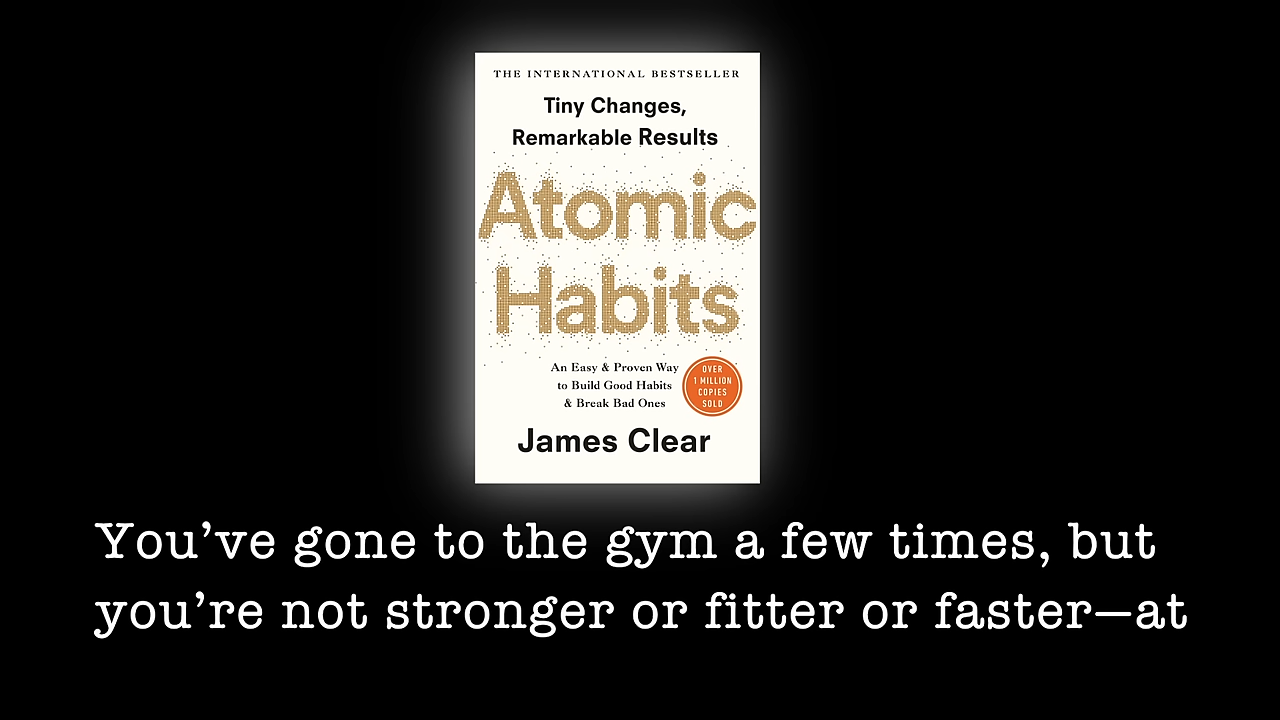 THE INTERNATIONAL BESTSELLER
Tiny Changes,
Remarkable Results
Atomic
Habits
An Easy & Proven Way
to Build Good Habits
& Break Bad Ones
OVER
1 MILLION
COPIES
SOLD
James Clear
You’ve gone to the gym a few times, but
you’re not stronger or fitter or faster—at